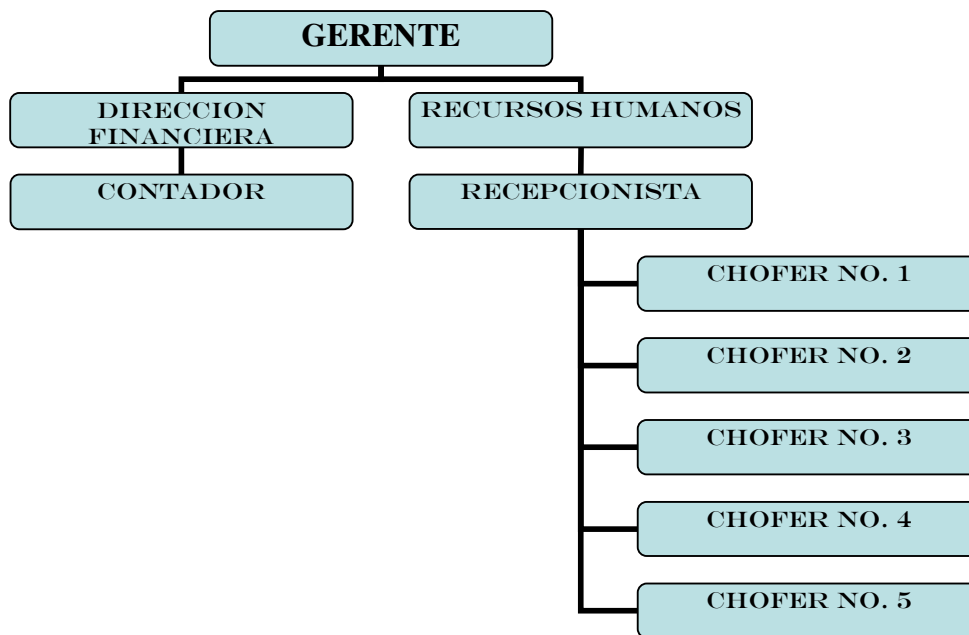 GERENTE
DIRECCION
FINANCIERA
RECURSOS HUMANOS
CONTADOR
RECEPCIONISTA
CHOFER NO. 1
CHOFER NO. 2
CHOFER NO. 3
CHOFER NO. 4
CHOFER NO. 5